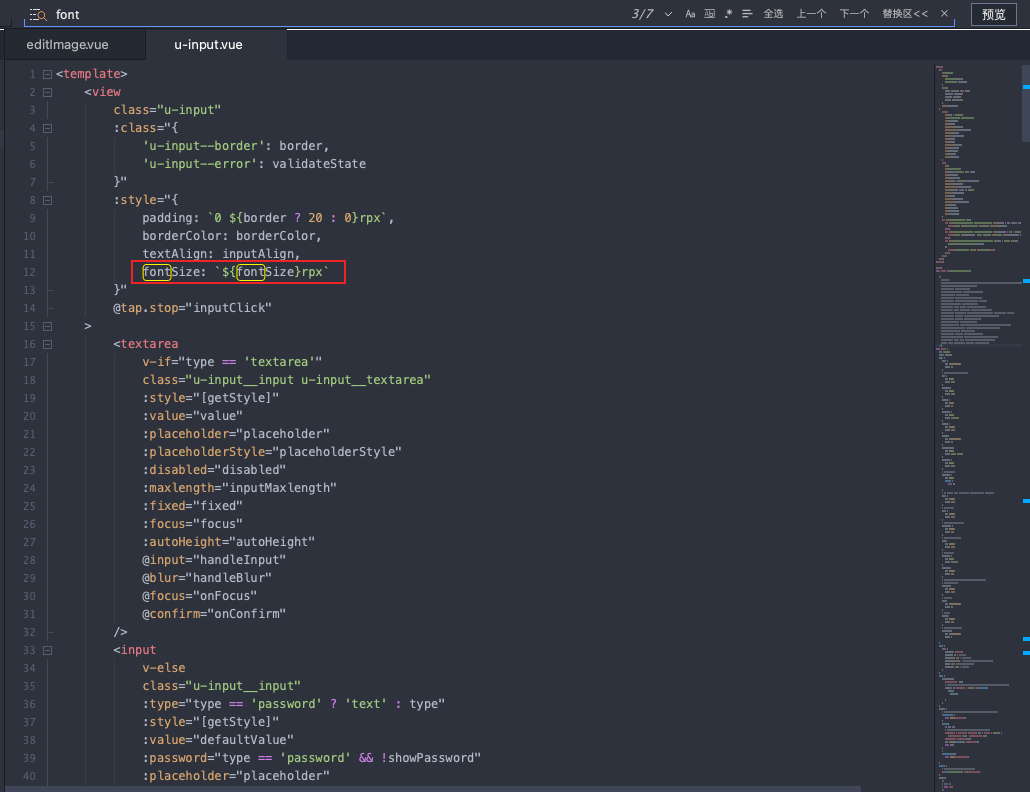 font 3/7 Aa Ab .* 全选 上一个 下一个 替换区<< × 预览
editImage.vue u-input.vue
1 <template>
2 <view
3 class="u-input"
4 :class="{
5 'u-input--border': border,
6 'u-input--error': validateState
7 }"
8 :style="{
9 padding: `0 ${border ? 20 : 0}rpx`,
10 borderColor: borderColor,
11 textAlign: inputAlign,
12 fontSize: `${fontSize}rpx`
13 }"
14 @tap.stop="inputClick"
15 >
16 <textarea
17 v-if="type == 'textarea'"
18 class="u-input__input u-input__textarea"
19 :style="[getStyle]"
20 :value="value"
21 :placeholder="placeholder"
22 :placeholderStyle="placeholderStyle"
23 :disabled="disabled"
24 :maxlength="inputMaxlength"
25 :fixed="fixed"
26 :focus="focus"
27 :autoHeight="autoHeight"
28 @input="handleInput"
29 @blur="handleBlur"
30 @focus="onFocus"
31 @confirm="onConfirm"
32 />
33 <input
34 v-else
35 class="u-input__input"
36 :type="type == 'password' ? 'text' : type"
37 :style="[getStyle]"
38 :value="defaultValue"
39 :password="type == 'password' && !showPassword"
40 :placeholder="placeholder"